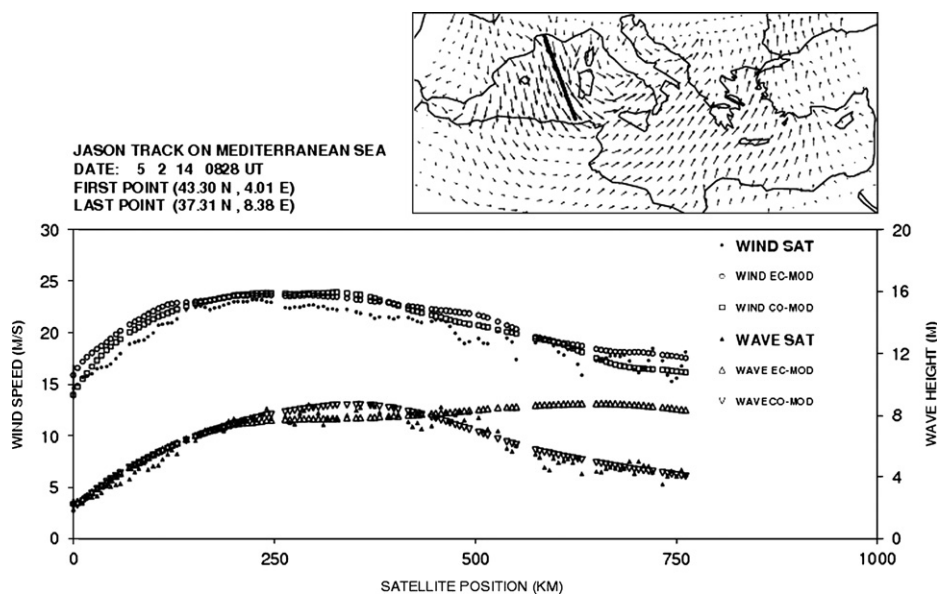 JASON TRACK ON MEDITERRANEAN SEA
DATE: 5 2 14 0828 UT
FIRST POINT (43.30 N , 4.01 E)
LAST POINT (37.31 N , 8.38 E)
30
25
20
15
10
5
0
WIND SPEED (M/S)
20
16
12
8
4
0
WAVE HEIGHT (M)
WIND SAT
WIND EC-MOD
WIND CO-MOD
WAVE SAT
WAVE EC-MOD
WAVE CO-MOD
0 250 500 750 1000
SATELLITE POSITION (KM)